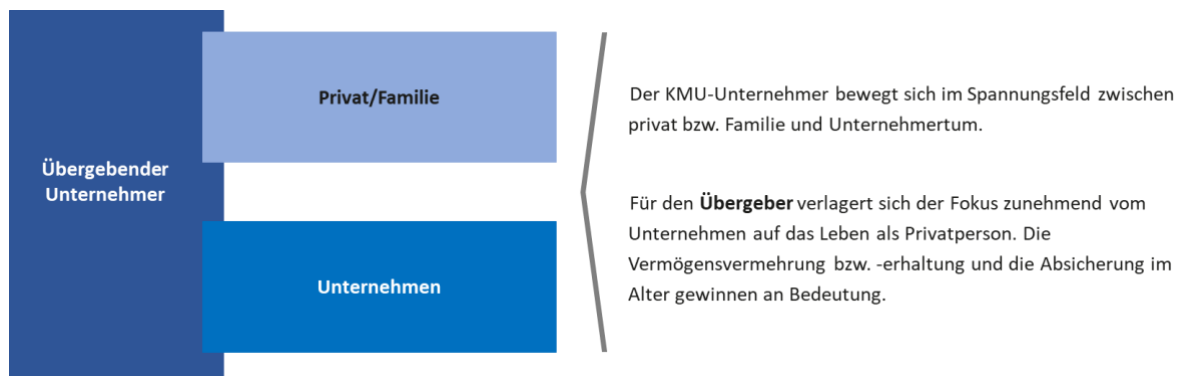 Übergebender
Unternehmer
Privat/Familie
Unternehmen
Der KMU-Unternehmer bewegt sich im Spannungsfeld zwischen
privat bzw. Familie und Unternehmertum.
Für den Übergeber verlagert sich der Fokus zunehmend vom
Unternehmen auf das Leben als Privatperson. Die
Vermögensvermehrung bzw. -erhaltung und die Absicherung im
Alter gewinnen an Bedeutung.